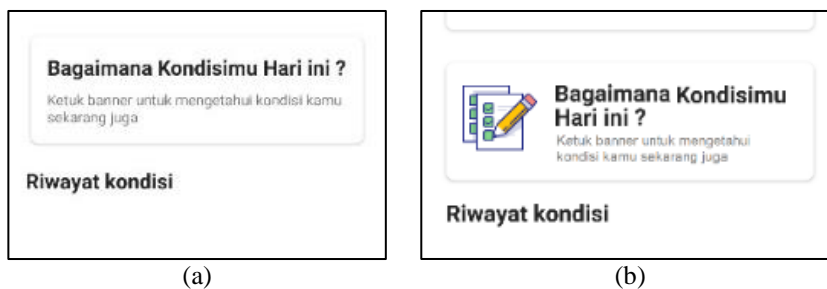 Bagaimana Kondisimu Hari ini ?
Ketuk banner untuk mengetahui kondisi kamu
sekarang juga
Riwayat kondisi
(a)
Bagaimana Kondisimu
Hari ini ?
Ketuk banner untuk mengetahui
kondisi kamu sekarang juga
Riwayat kondisi
(b)